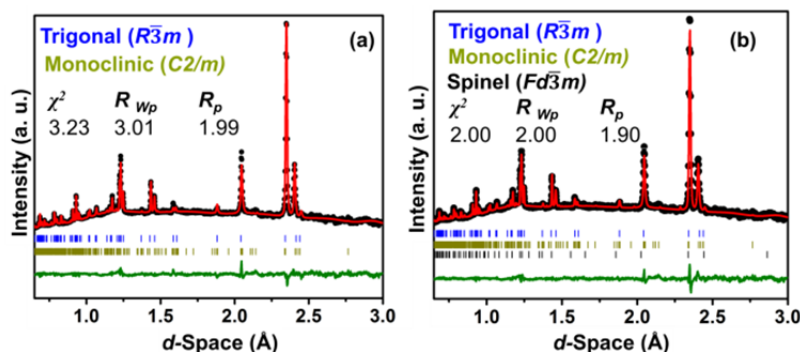 Trigonal (R3̅m)
(a)
Monoclinic (C2/m)
χ² R Wp Rp
3.23 3.01 1.99
Intensity (a. u.)
1.0 1.5 2.0 2.5 3.0
d-Space (Å)
Trigonal (R3̅m)
(b)
Monoclinic (C2/m)
Spinel (Fd3̅m)
χ² R Wp Rp
2.00 2.00 1.90
Intensity (a. u.)
1.0 1.5 2.0 2.5 3.0
d-Space (Å)